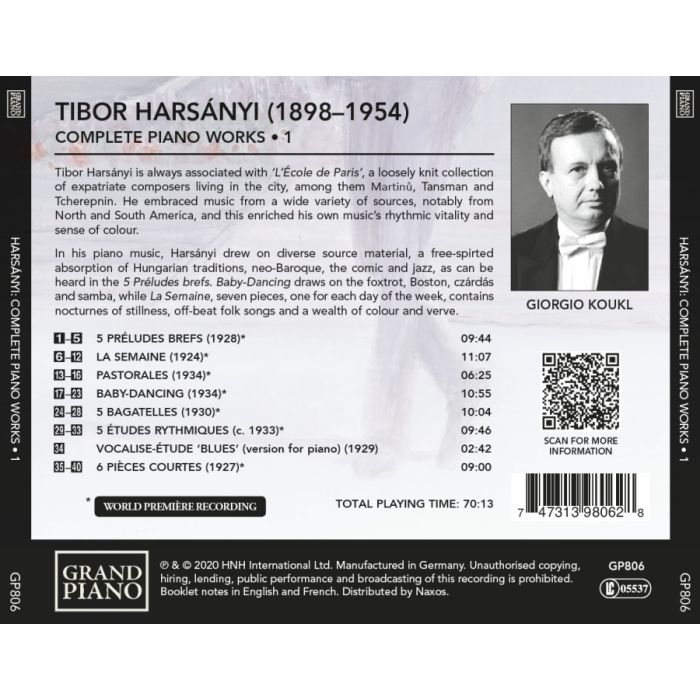 GRAND
PIANO
HARSÁNYI: COMPLETE PIANO WORKS • 1
GP806
TIBOR HARSÁNYI (1898–1954)
COMPLETE PIANO WORKS • 1
Tibor Harsányi is always associated with ‘L’École de Paris’, a loosely knit collection
of expatriate composers living in the city, among them Martinů, Tansman and
Tcherepnin. He embraced music from a wide variety of sources, notably from
North and South America, and this enriched his own music’s rhythmic vitality and
sense of colour.
In his piano music, Harsányi drew on diverse source material, a free-spirted
absorption of Hungarian traditions, neo-Baroque, the comic and jazz, as can be
heard in the 5 Préludes brefs. Baby-Dancing draws on the foxtrot, Boston, czárdás
and samba, while La Semaine, seven pieces, one for each day of the week, contains
nocturnes of stillness, off-beat folk songs and a wealth of colour and verve.
1–5 5 PRÉLUDES BREFS (1928)* 09:44
6–12 LA SEMAINE (1924)* 11:07
13–16 PASTORALES (1934)* 06:25
17–23 BABY-DANCING (1934)* 10:55
24–28 5 BAGATELLES (1930)* 10:04
29–33 5 ÉTUDES RYTHMIQUES (c. 1933)* 09:46
34 VOCALISE-ÉTUDE ‘BLUES’ (version for piano) (1929) 02:42
35–40 6 PIÈCES COURTES (1927)* 09:00
* WORLD PREMIÈRE RECORDING
TOTAL PLAYING TIME: 70:13
GIORGIO KOUKL
SCAN FOR MORE
INFORMATION
7 47313 98062 8
GRAND
PIANO
℗ & © 2020 HNH International Ltd. Manufactured in Germany. Unauthorised copying,
hiring, lending, public performance and broadcasting of this recording is prohibited.
Booklet notes in English and French. Distributed by Naxos.
GP806
LC 05537
GRAND
PIANO
HARSÁNYI: COMPLETE PIANO WORKS • 1
GP806